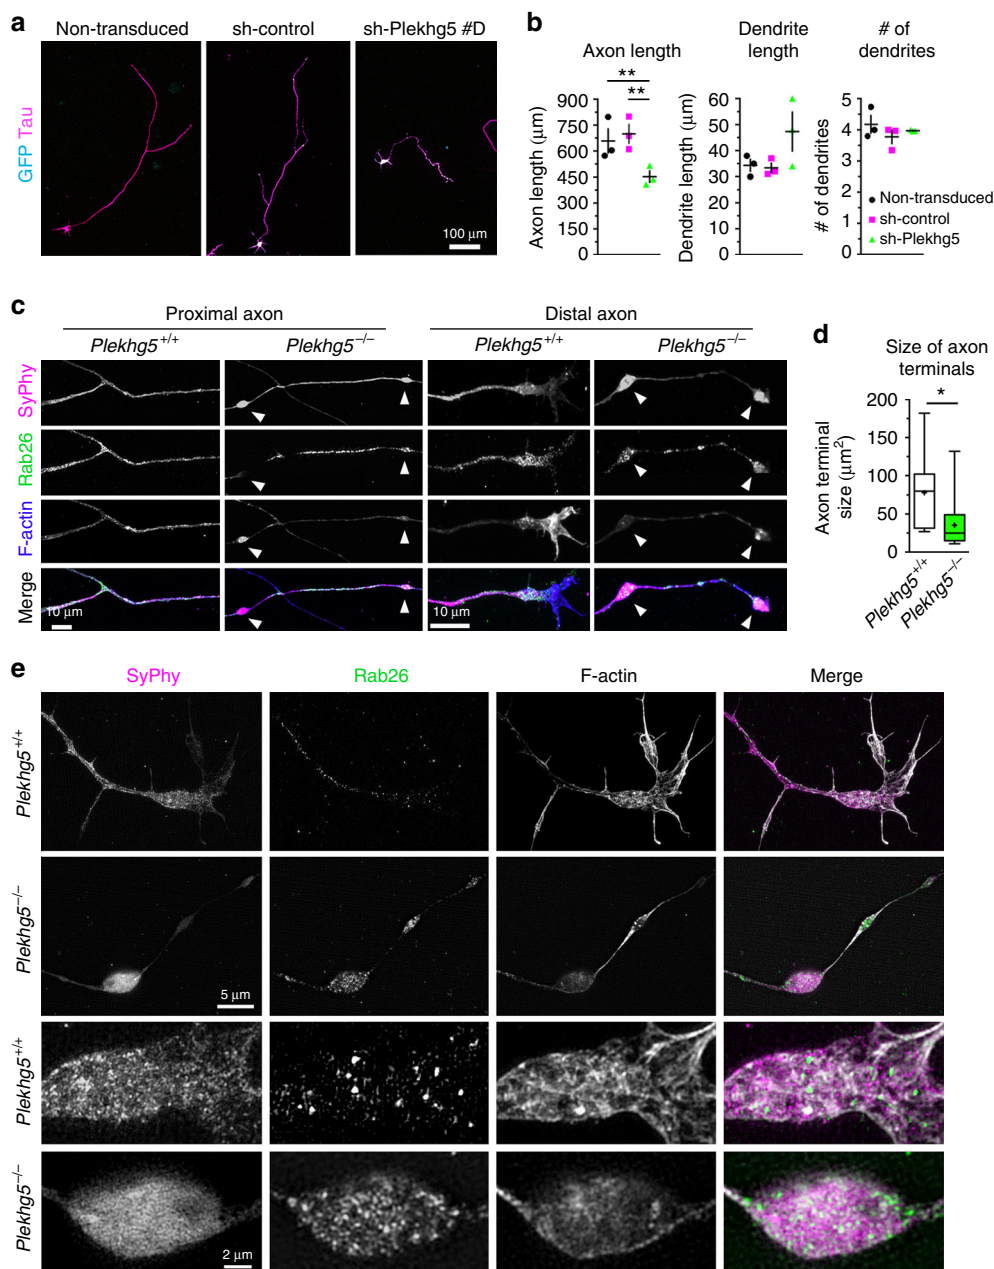 a
Non-transduced
sh-control
sh-Plekhg5 #D
GFP Tau
100 µm
b
Axon length
**
**
Axon length (µm)
900
750
600
450
300
150
0
Dendrite
length
Dendrite length (µm)
60
50
40
30
20
10
0
# of
dendrites
# of dendrites
5
4
3
2
1
0
Non-transduced
sh-control
sh-Plekhg5
c
Proximal axon
Distal axon
Plekhg5+/+
Plekhg5−/−
Plekhg5+/+
Plekhg5−/−
SyPhy
Rab26
F-actin
Merge
10 µm
10 µm
d
Size of axon
terminals
*
Axon terminal
size (µm2)
200
150
100
50
0
Plekhg5+/+
Plekhg5−/−
e
SyPhy
Rab26
F-actin
Merge
Plekhg5+/+
Plekhg5−/−
5 µm
Plekhg5+/+
Plekhg5−/−
2 µm